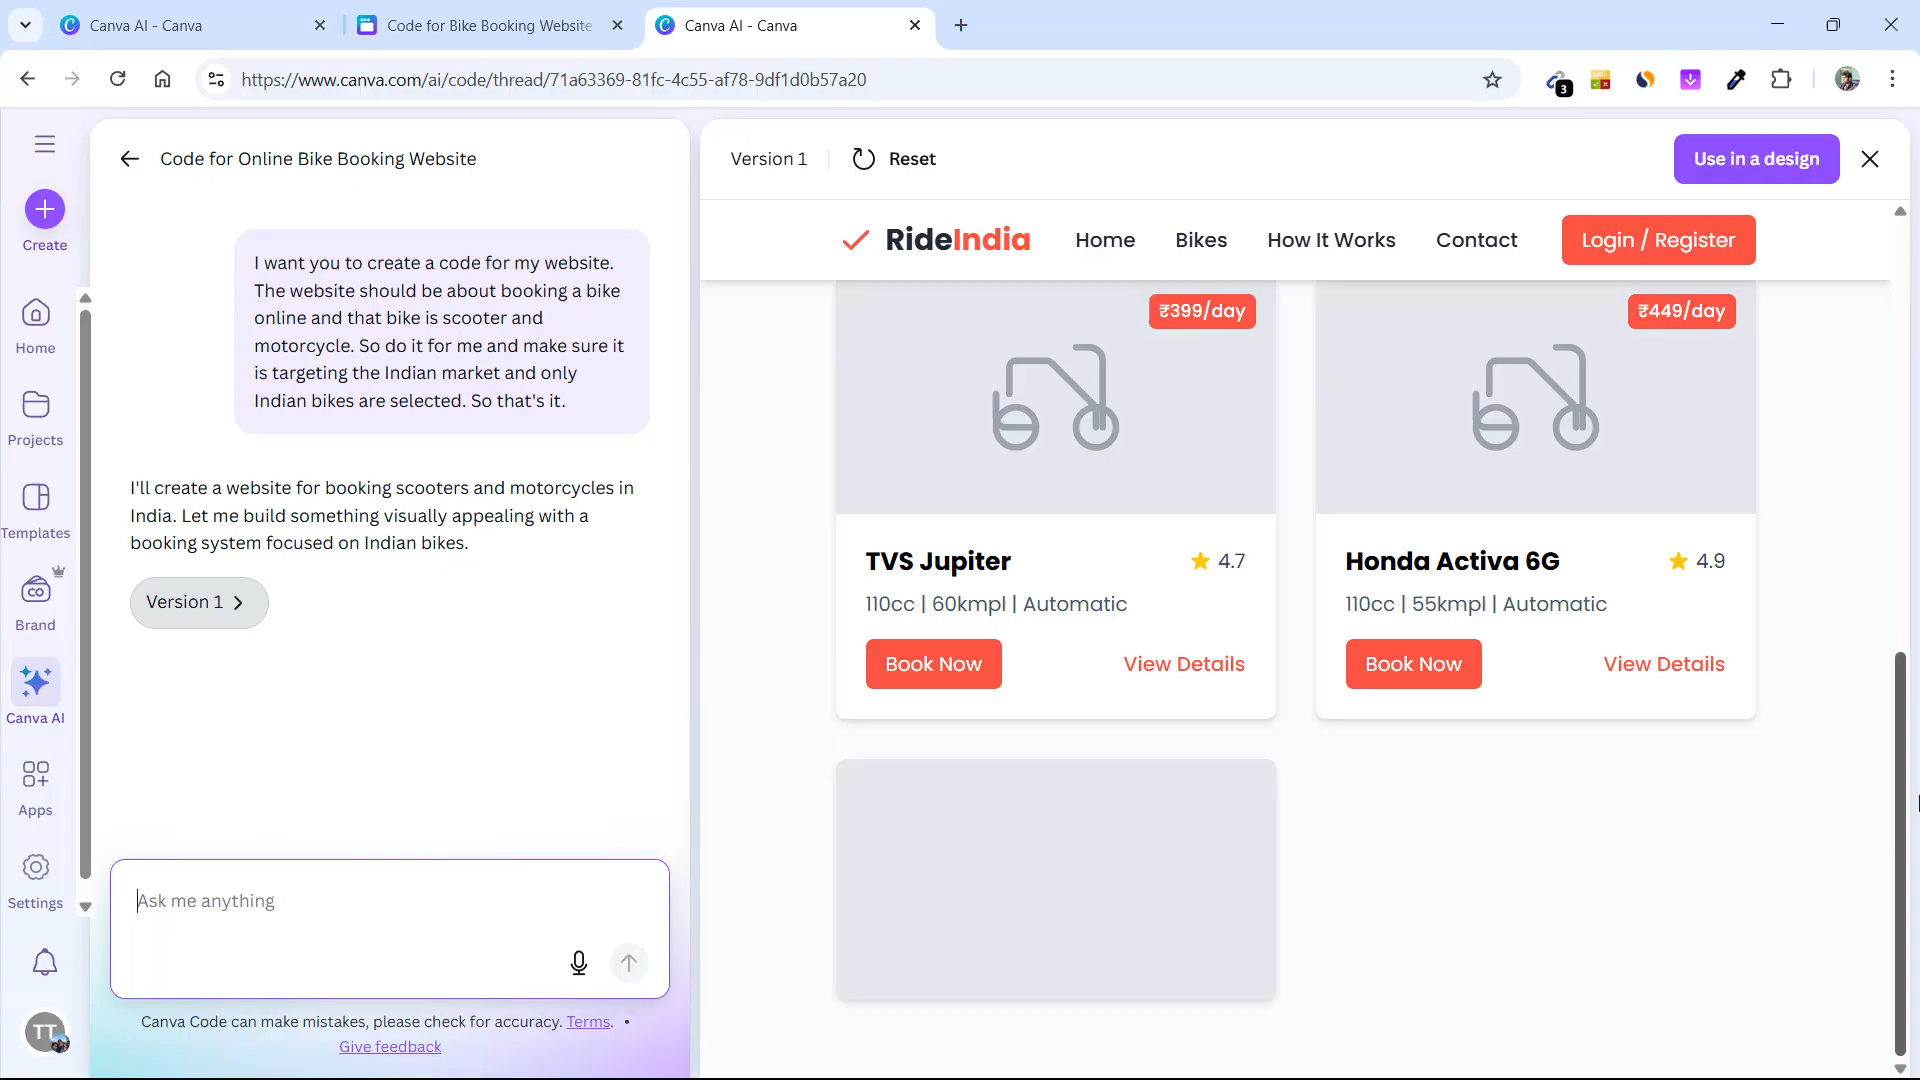 Canva AI - Canva
Code for Bike Booking Website
Canva AI - Canva
https://www.canva.com/ai/code/thread/71a63369-81fc-4c55-af78-9df1d0b57a20
3
Create
Home
Projects
Templates
CO
Brand
Canva AI
Apps
Settings
TT
Code for Online Bike Booking Website
I want you to create a code for my website.
The website should be about booking a bike
online and that bike is scooter and
motorcycle. So do it for me and make sure it
is targeting the Indian market and only
Indian bikes are selected. So that's it.
I'll create a website for booking scooters and motorcycles in
India. Let me build something visually appealing with a
booking system focused on Indian bikes.
Version 1
Ask me anything
Canva Code can make mistakes, please check for accuracy. Terms. •
Give feedback
Version 1
Reset
Use in a design
RideIndia
Home
Bikes
How It Works
Contact
Login / Register
₹399/day
₹449/day
TVS Jupiter
4.7
110cc | 60kmpl | Automatic
Book Now
View Details
Honda Activa 6G
4.9
110cc | 55kmpl | Automatic
Book Now
View Details